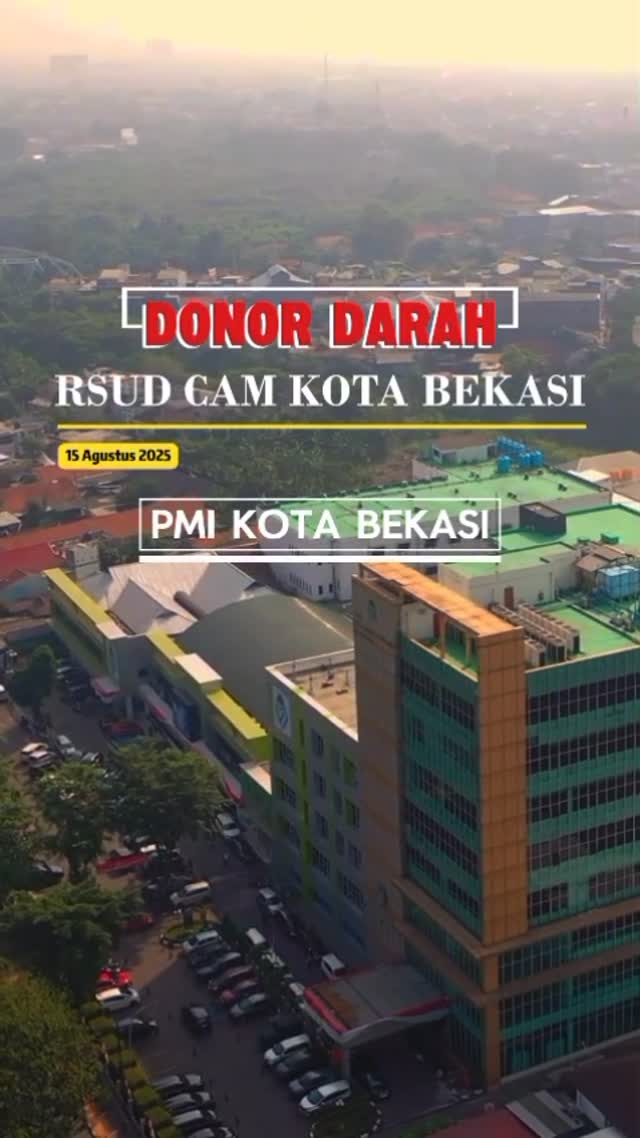 DONOR DARAH
RSUD CAM KOTA BEKASI
15 Agustus 2025
PMI KOTA BEKASI